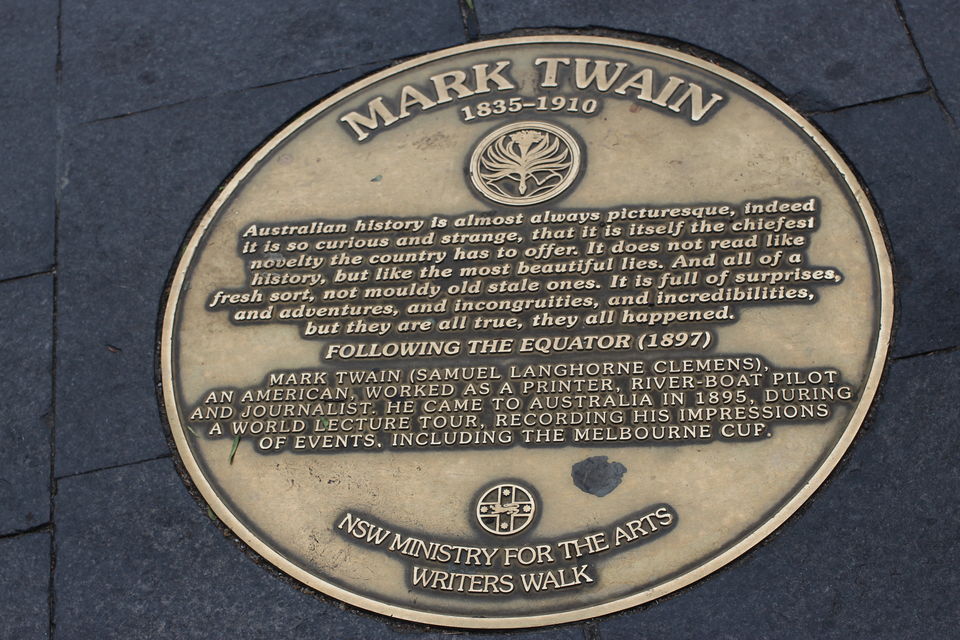 MARK TWAIN
1835–1910
Australian history is almost always picturesque, indeed
it is so curious and strange, that it is itself the chiefest
novelty the country has to offer. It does not read like
history, but like the most beautiful lies. And all of a
fresh sort, not mouldy old stale ones. It is full of surprises,
and adventures, and incongruities, and incredibilities,
but they are all true, they all happened.
FOLLOWING THE EQUATOR (1897)
MARK TWAIN (SAMUEL LANGHORNE CLEMENS),
AN AMERICAN, WORKED AS A PRINTER, RIVER-BOAT PILOT
AND JOURNALIST. HE CAME TO AUSTRALIA IN 1895, DURING
A WORLD LECTURE TOUR, RECORDING HIS IMPRESSIONS
OF EVENTS, INCLUDING THE MELBOURNE CUP.
NSW MINISTRY FOR THE ARTS
WRITERS WALK